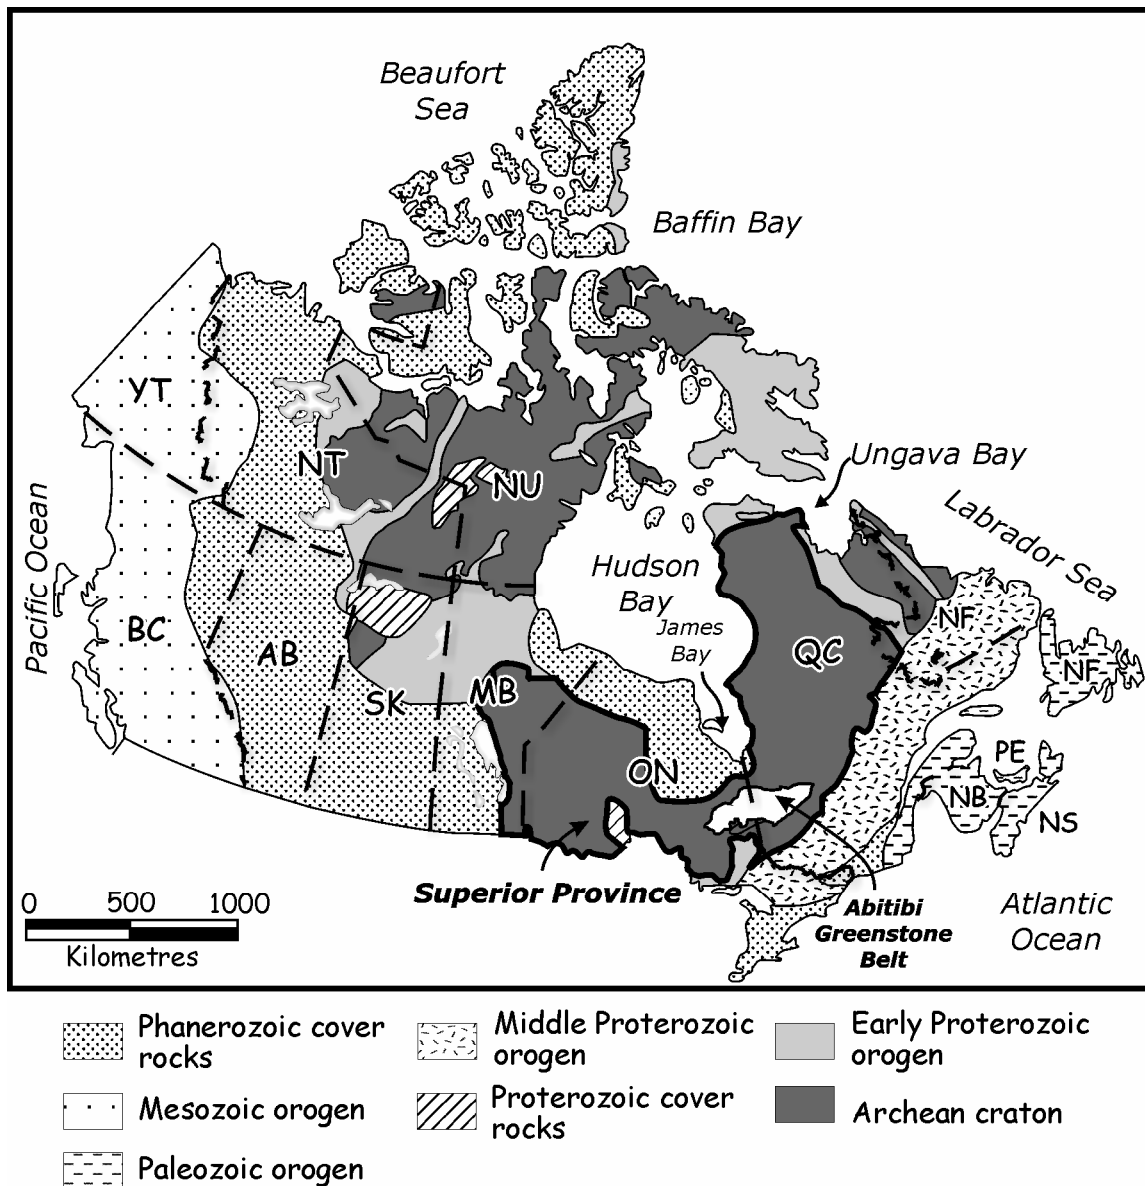 Beaufort
Sea
Baffin Bay
YT
NT
NU
Ungava Bay
Labrador Sea
Pacific Ocean
Hudson
Bay
James
Bay
BC
AB
SK
MB
ON
QC
NF
NF
PE
NB
NS
Superior Province
Abitibi
Greenstone
Belt
Atlantic
Ocean
0 500 1000
Kilometres
Phanerozoic cover
rocks
Mesozoic orogen
Paleozoic orogen
Middle Proterozoic
orogen
Proterozoic cover
rocks
Early Proterozoic
orogen
Archean craton